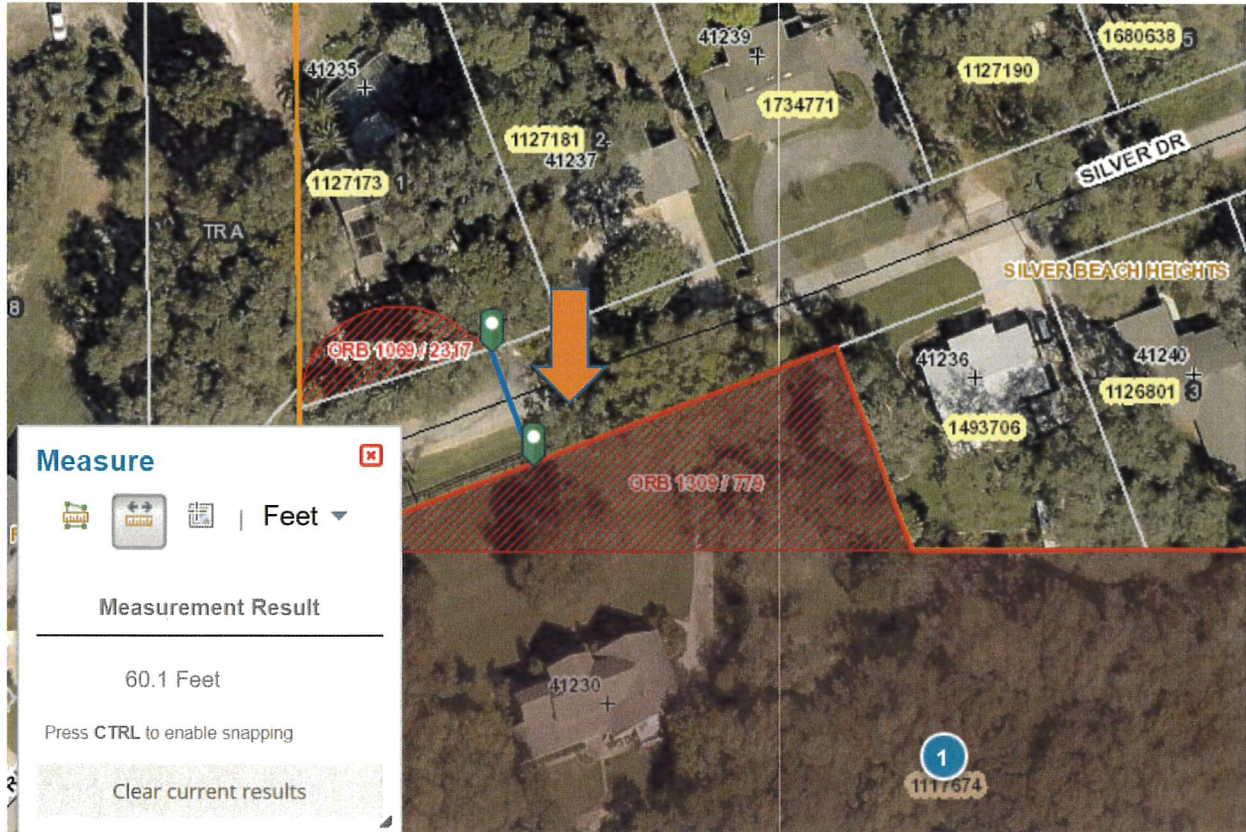 41239
1680638 5
41235
1127190
1734771
1127181 2
41237
SILVER DR
1127173 1
TR A
SILVER BEACH HEIGHTS
8
ORB 1069 / 2317
41236
41240
1126801 3
1493706
ORB 1309 / 779
Measure
Feet
Measurement Result
60.1 Feet
Press CTRL to enable snapping
Clear current results
41230
1
1117674